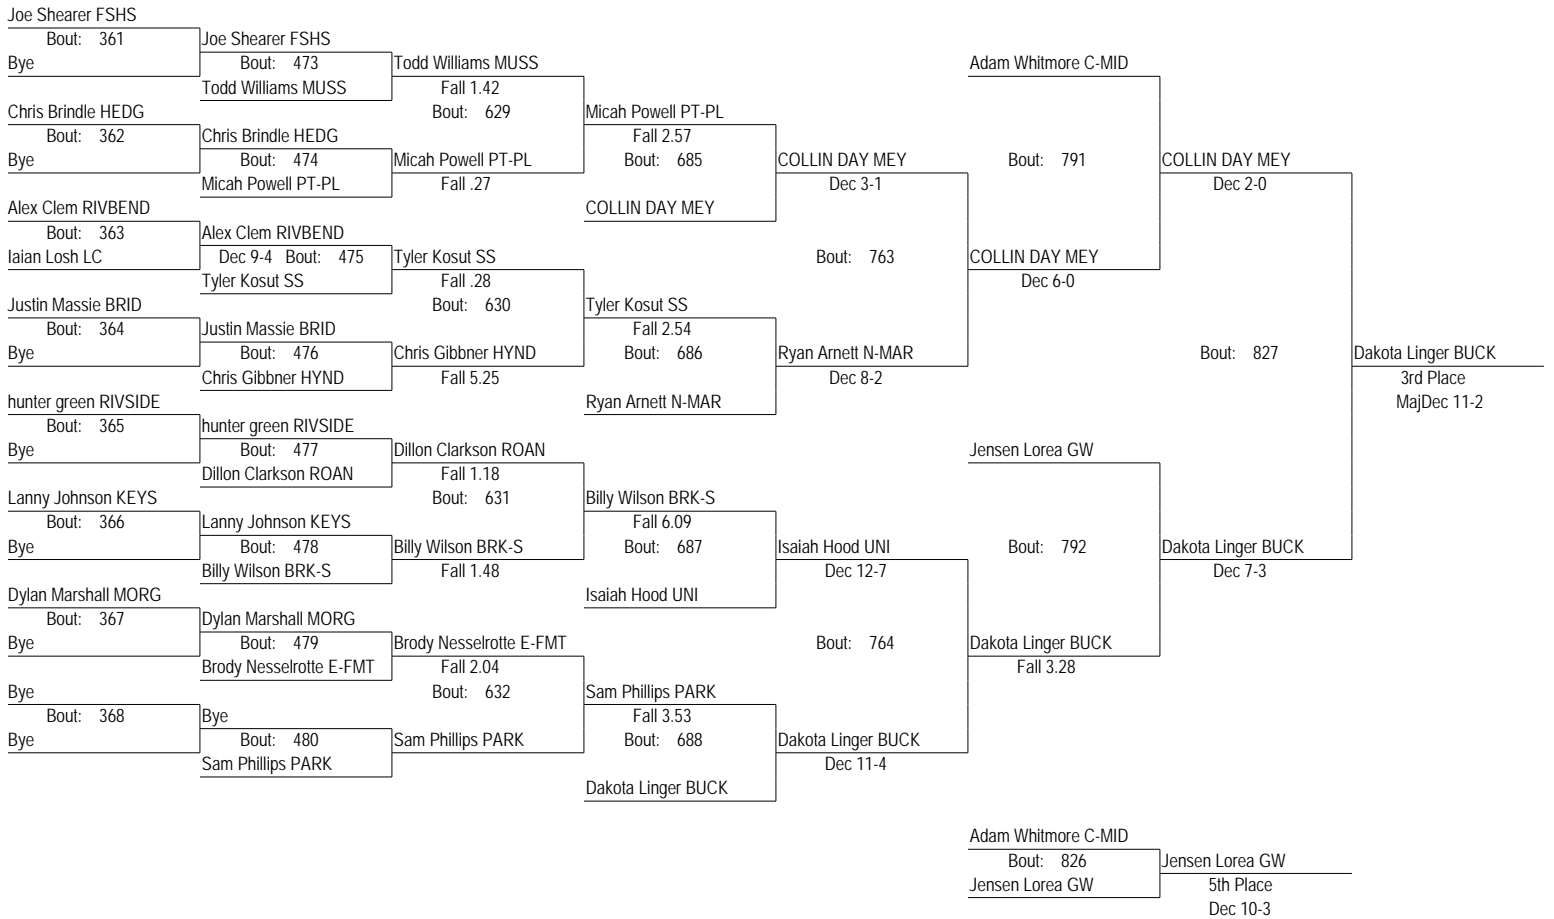 Joe Shearer FSHS
Bout: 361
Joe Shearer FSHS
Bye
Bout: 473
Todd Williams MUSS
Adam Whitmore C-MID
Todd Williams MUSS
Fall 1.42
Chris Brindle HEDG
Bout: 629
Micah Powell PT-PL
Bout: 362
Chris Brindle HEDG
Fall 2.57
Bye
Bout: 474
Micah Powell PT-PL
Bout: 685
COLLIN DAY MEY
Bout: 791
COLLIN DAY MEY
Micah Powell PT-PL
Fall .27
Dec 3-1
Dec 2-0
Alex Clem RIVBEND
COLLIN DAY MEY
Bout: 363
Alex Clem RIVBEND
Iaian Losh LC
Dec 9-4 Bout: 475
Tyler Kosut SS
Bout: 763
COLLIN DAY MEY
Tyler Kosut SS
Fall .28
Dec 6-0
Justin Massie BRID
Bout: 630
Tyler Kosut SS
Bout: 364
Justin Massie BRID
Fall 2.54
Bye
Bout: 476
Chris Gibbner HYND
Bout: 686
Ryan Arnett N-MAR
Bout: 827
Dakota Linger BUCK
Chris Gibbner HYND
Fall 5.25
Dec 8-2
3rd Place
hunter green RIVSIDE
Ryan Arnett N-MAR
MajDec 11-2
Bout: 365
hunter green RIVSIDE
Bye
Bout: 477
Dillon Clarkson ROAN
Jensen Lorea GW
Dillon Clarkson ROAN
Fall 1.18
Lanny Johnson KEYS
Bout: 631
Billy Wilson BRK-S
Bout: 366
Lanny Johnson KEYS
Fall 6.09
Bye
Bout: 478
Billy Wilson BRK-S
Bout: 687
Isaiah Hood UNI
Bout: 792
Dakota Linger BUCK
Billy Wilson BRK-S
Fall 1.48
Dec 12-7
Dec 7-3
Dylan Marshall MORG
Isaiah Hood UNI
Bout: 367
Dylan Marshall MORG
Bye
Bout: 479
Brody Nesselrotte E-FMT
Bout: 764
Dakota Linger BUCK
Brody Nesselrotte E-FMT
Fall 2.04
Fall 3.28
Bye
Bout: 632
Sam Phillips PARK
Bout: 368
Bye
Fall 3.53
Bye
Bout: 480
Sam Phillips PARK
Bout: 688
Dakota Linger BUCK
Sam Phillips PARK
Dec 11-4
Dakota Linger BUCK
Adam Whitmore C-MID
Bout: 826
Jensen Lorea GW
Jensen Lorea GW
5th Place
Dec 10-3